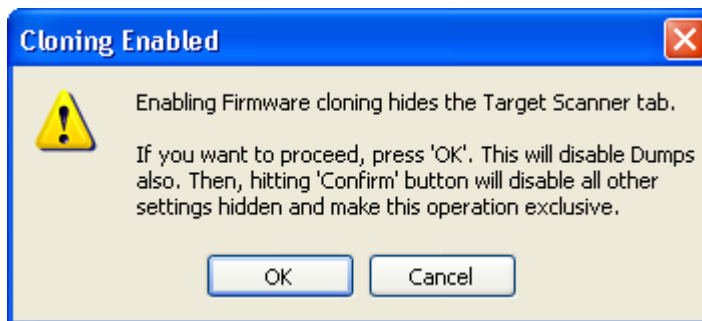 Cloning Enabled
Enabling Firmware cloning hides the Target Scanner tab.
If you want to proceed, press 'OK'. This will disable Dumps
also. Then, hitting 'Confirm' button will disable all other
settings hidden and make this operation exclusive.
OK
Cancel